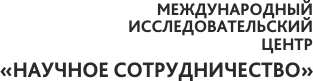 МЕЖДУНАРОДНЫЙ
ИССЛЕДОВАТЕЛЬСКИЙ
ЦЕНТР
«НАУЧНОЕ СОТРУДНИЧЕСТВО»